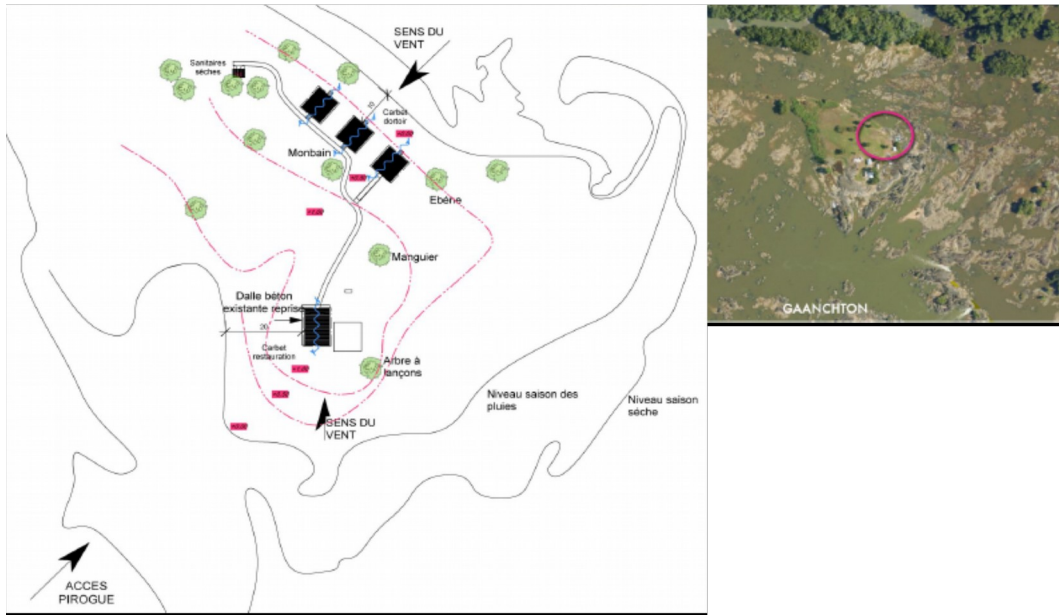 SENS DU
VENT
Sanitaires
sèches
Carbet
dortoir
Monbain
Ebène
Manguier
Dalle béton
existante reprise
20
Carbet
restauration
Arbre à
lançons
SENS DU
VENT
Niveau saison des
pluies
Niveau saison
sèche
ACCES
PIROGUE
GAANCHTON